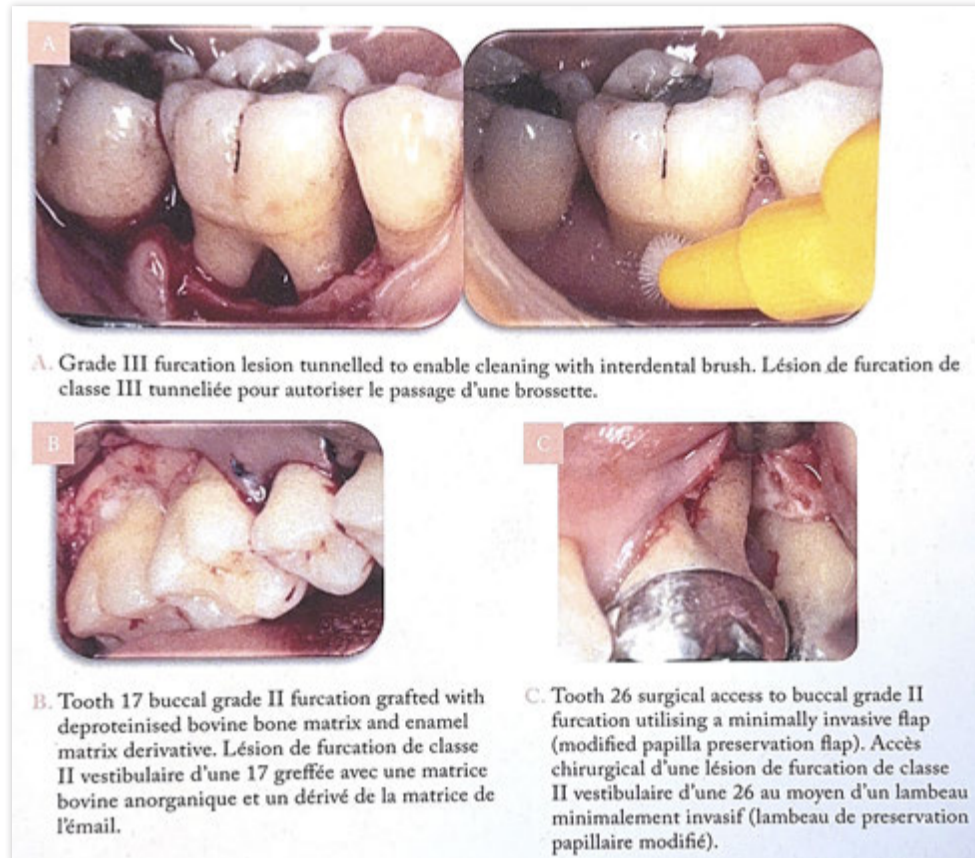 A
A. Grade III furcation lesion tunnelled to enable cleaning with interdental brush. Lésion de furcation de
classe III tunneliée pour autoriser le passage d'une brossette.
B
C
B. Tooth 17 buccal grade II furcation grafted with
deproteinised bovine bone matrix and enamel
matrix derivative. Lésion de furcation de classe
II vestibulaire d'une 17 greffée avec une matrice
bovine anorganique et un dérivé de la matrice de
l'émail.
C. Tooth 26 surgical access to buccal grade II
furcation utilising a minimally invasive flap
(modified papilla preservation flap). Accès
chirurgical d'une lésion de furcation de classe
II vestibulaire d'une 26 au moyen d'un lambeau
minimalement invasif (lambeau de preservation
papillaire modifié).